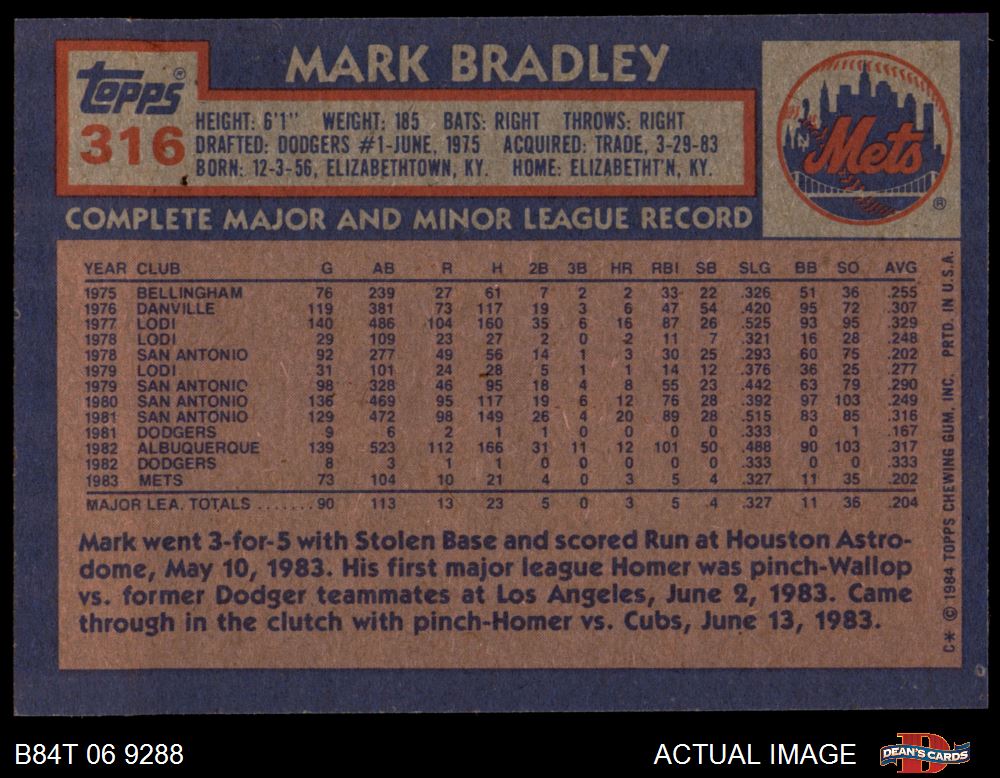 MARK BRADLEY
Topps®
316
HEIGHT: 6'1" WEIGHT: 185 BATS: RIGHT THROWS: RIGHT
DRAFTED: DODGERS #1-JUNE, 1975 ACQUIRED: TRADE, 3-29-83
BORN: 12-3-56, ELIZABETHTOWN, KY. HOME: ELIZABETHT'N, KY.
Mets
®
COMPLETE MAJOR AND MINOR LEAGUE RECORD
YEAR CLUB G AB R H 2B 3B HR RBI SB SLG BB SO AVG
1975 BELLINGHAM 76 239 27 61 7 2 2 33 22 .326 51 36 .255
1976 DANVILLE 119 381 73 117 19 3 6 47 54 .420 95 72 .307
1977 LODI 140 486 104 160 35 6 16 87 26 .525 93 95 .329
1978 LODI 29 109 23 27 2 0 2 11 7 .321 16 28 .248
1978 SAN ANTONIO 92 277 49 56 14 1 3 30 25 .293 60 75 .202
1979 LODI 31 101 24 28 5 1 1 14 12 .376 36 25 .277
1979 SAN ANTONIO 98 328 46 95 18 4 8 55 23 .442 63 79 .290
1980 SAN ANTONIO 136 469 95 117 19 6 12 76 28 .392 97 103 .249
1981 SAN ANTONIO 129 472 98 149 26 4 20 89 28 .515 83 85 .316
1981 DODGERS 9 6 2 1 1 0 0 0 0 .333 0 1 .167
1982 ALBUQUERQUE 139 523 112 166 31 11 12 101 50 .488 90 103 .317
1982 DODGERS 8 3 1 1 0 0 0 0 0 .333 0 0 .333
1983 METS 73 104 10 21 4 0 3 5 4 .327 11 35 .202
MAJOR LEA. TOTALS ....... 90 113 13 23 5 0 3 5 4 .327 11 36 .204
Mark went 3-for-5 with Stolen Base and scored Run at Houston Astro-
dome, May 10, 1983. His first major league Homer was pinch-Wallop
vs. former Dodger teammates at Los Angeles, June 2, 1983. Came
through in the clutch with pinch-Homer vs. Cubs, June 13, 1983.
C* © 1984 TOPPS CHEWING GUM, INC. PRTD. IN U.S.A.
B84T 06 9288
ACTUAL IMAGE
DEAN'S CARDS